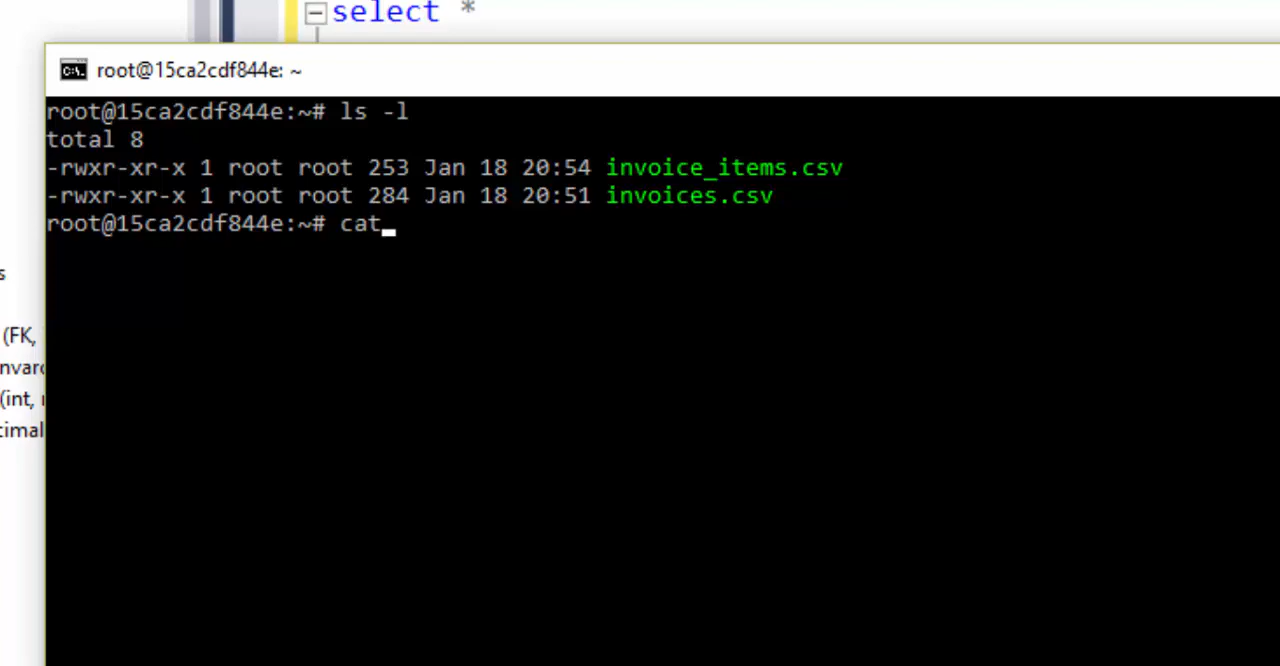 select *
root@15ca2cdf844e: ~
root@15ca2cdf844e:~# ls -l
total 8
-rwxr-xr-x 1 root root 253 Jan 18 20:54 invoice_items.csv
-rwxr-xr-x 1 root root 284 Jan 18 20:51 invoices.csv
root@15ca2cdf844e:~# cat
s
(FK,
(int,